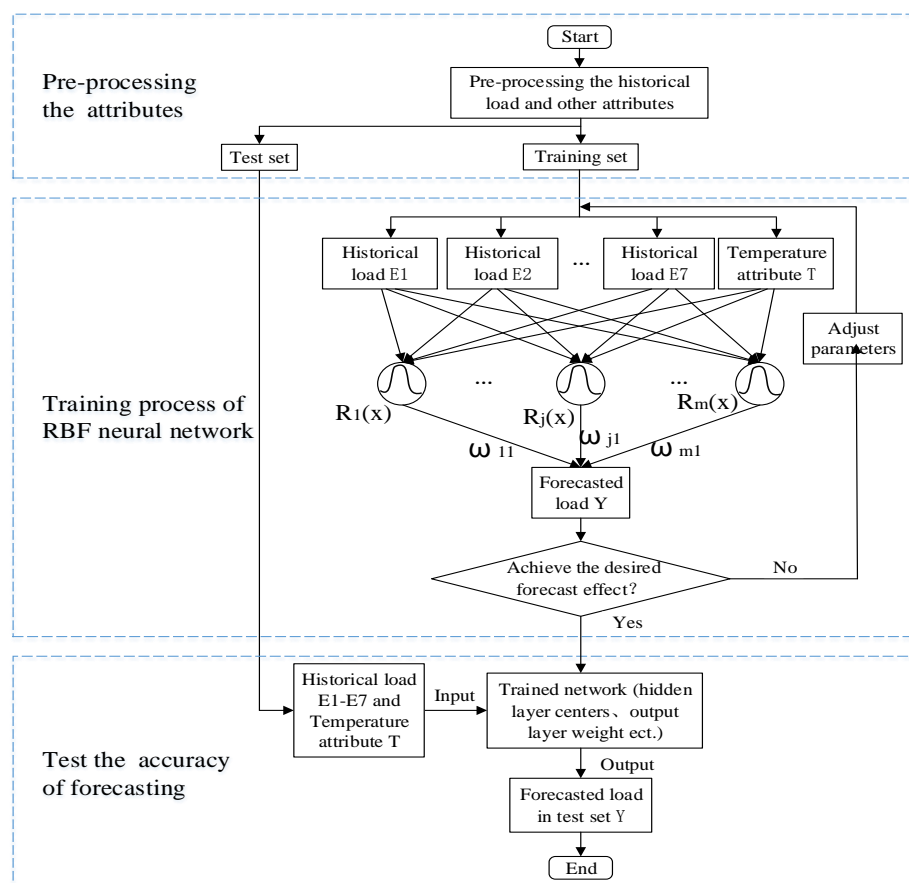 Start
Pre-processing
the attributes
Pre-processing the historical
load and other attributes
Test set
Training set
Historical
load E1
Historical
load E2
...
Historical
load E7
Temperature
attribute T
Adjust
parameters
Training process of
RBF neural network
R1(x)
...
Rj(x)
...
Rm(x)
ω 11
ω j1
ω m1
Forecasted
load Y
Achieve the desired
forecast effect?
No
Yes
Test the accuracy
of forecasting
Historical load
E1-E7 and
Temperature
attribute T
Input
Trained network (hidden
layer centers、output
layer weight ect.)
Output
Forecasted load
in test set Y
End